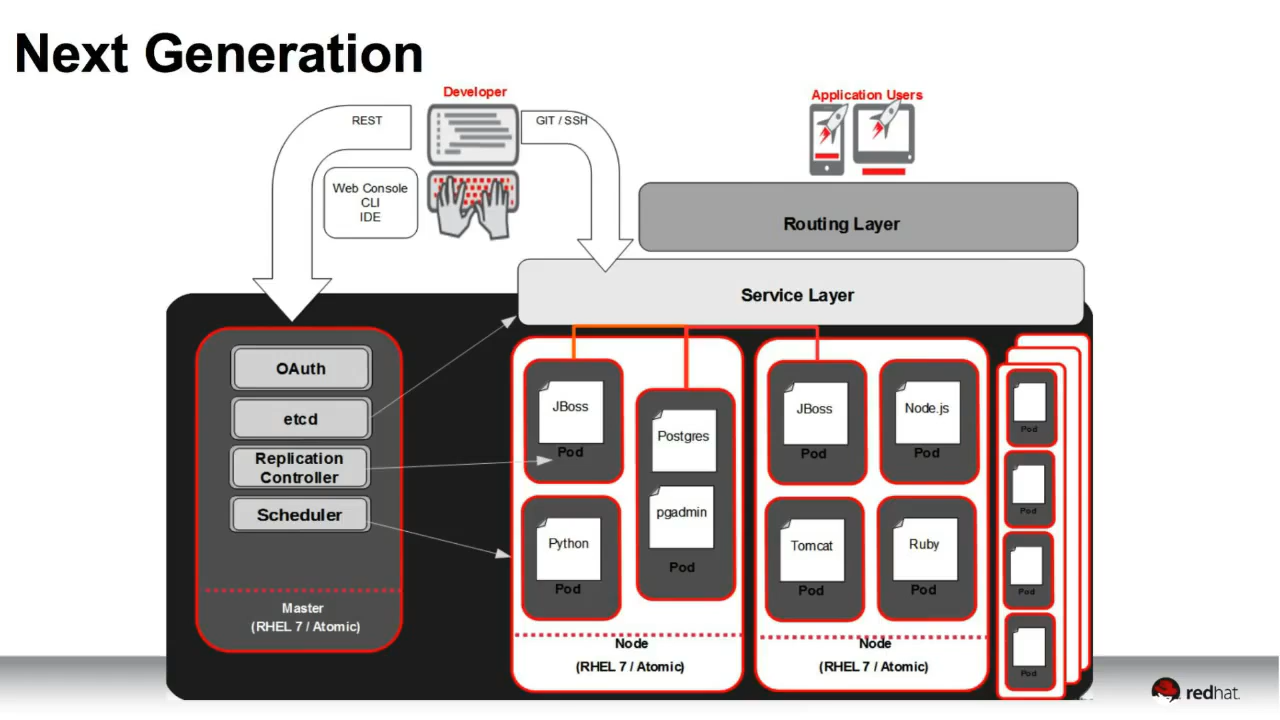 Next Generation
Developer
Application Users
REST
GIT / SSH
Web Console
CLI
IDE
Routing Layer
Service Layer
OAuth
etcd
Replication
Controller
Scheduler
Master
(RHEL 7 / Atomic)
JBoss
Pod
Postgres
pgadmin
Pod
Python
Pod
Node
(RHEL 7 / Atomic)
JBoss
Pod
Node.js
Pod
Tomcat
Pod
Ruby
Pod
Node
(RHEL 7 / Atomic)
Pod
Pod
Pod
Pod
redhat.